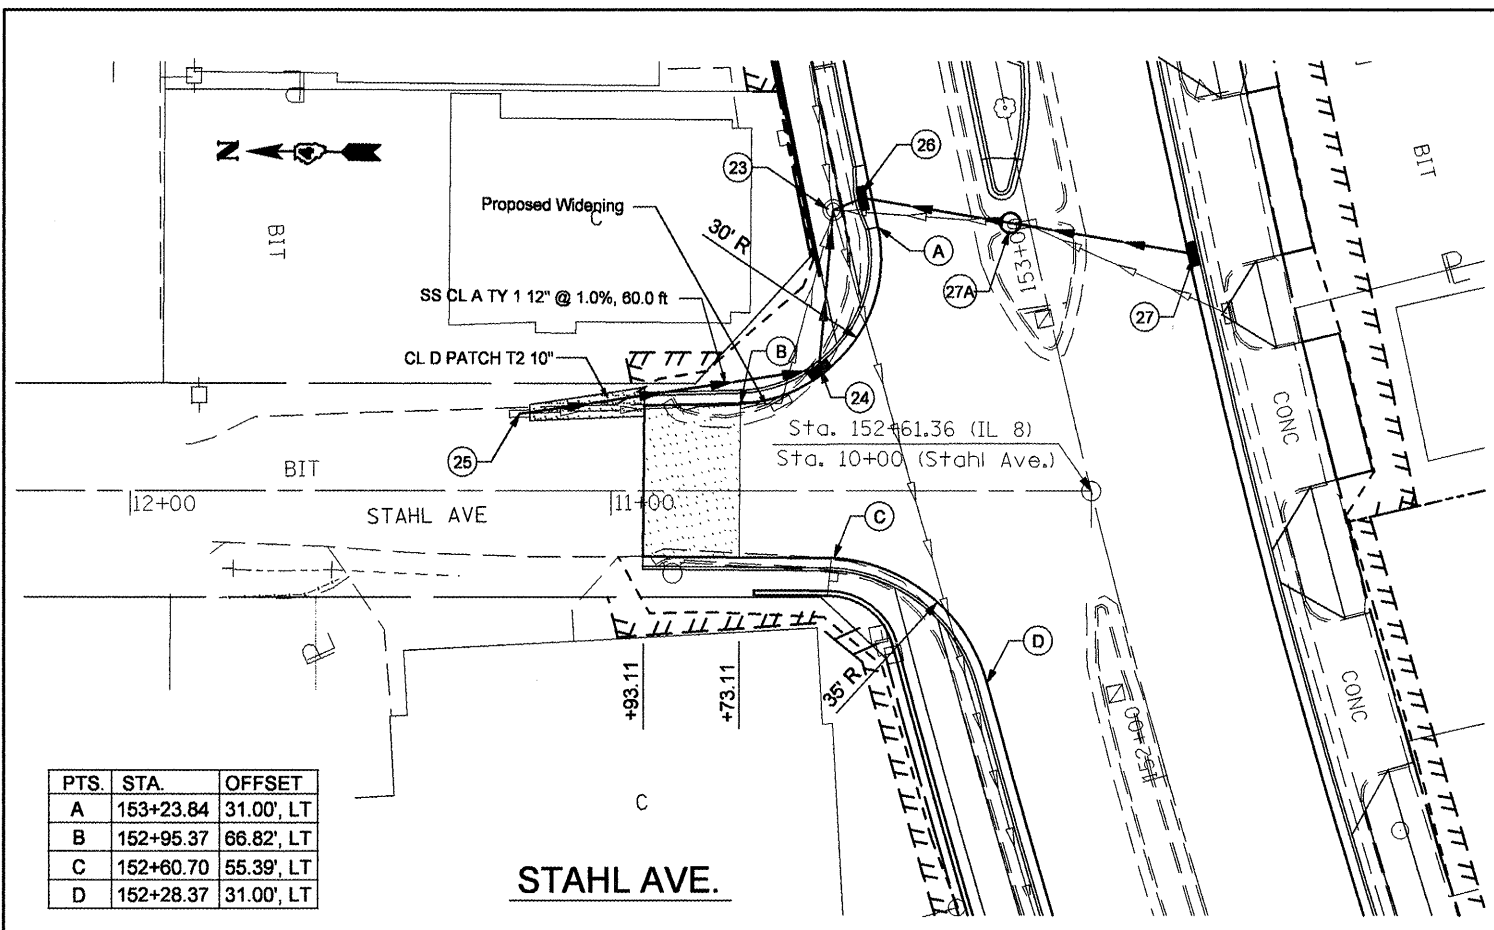 N
BIT
Proposed Widening
C
SS CL A TY 1 12" @ 1.0%, 60.0 ft
CL D PATCH T2 10"
30' R
23
26
A
27A
153+0
27
B
24
25
BIT
CONC
BIT
12+00
11+00
STAHL AVE
Sta. 152+61.36 (IL 8)
Sta. 10+00 (Stahl Ave.)
C
D
35' R
+93.11
+73.11
152+00
CONC
C
PTS. STA. OFFSET
A 153+23.84 31.00', LT
B 152+95.37 66.82', LT
C 152+60.70 55.39', LT
D 152+28.37 31.00', LT
STAHL AVE.